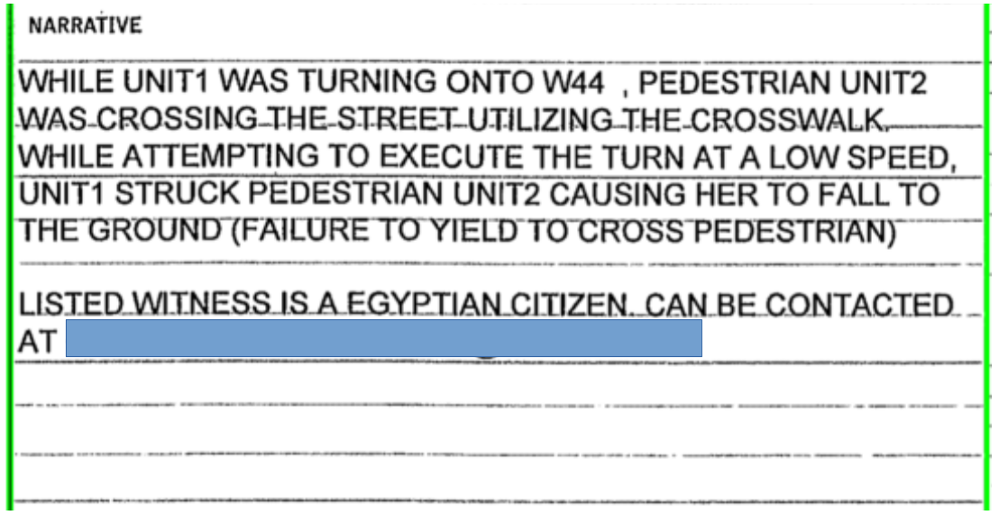 NARRATIVE
WHILE UNIT1 WAS TURNING ONTO W44 , PEDESTRIAN UNIT2
WAS CROSSING THE STREET UTILIZING THE CROSSWALK.
WHILE ATTEMPTING TO EXECUTE THE TURN AT A LOW SPEED,
UNIT1 STRUCK PEDESTRIAN UNIT2 CAUSING HER TO FALL TO
THE GROUND (FAILURE TO YIELD TO CROSS PEDESTRIAN)
LISTED WITNESS IS A EGYPTIAN CITIZEN. CAN BE CONTACTED
AT